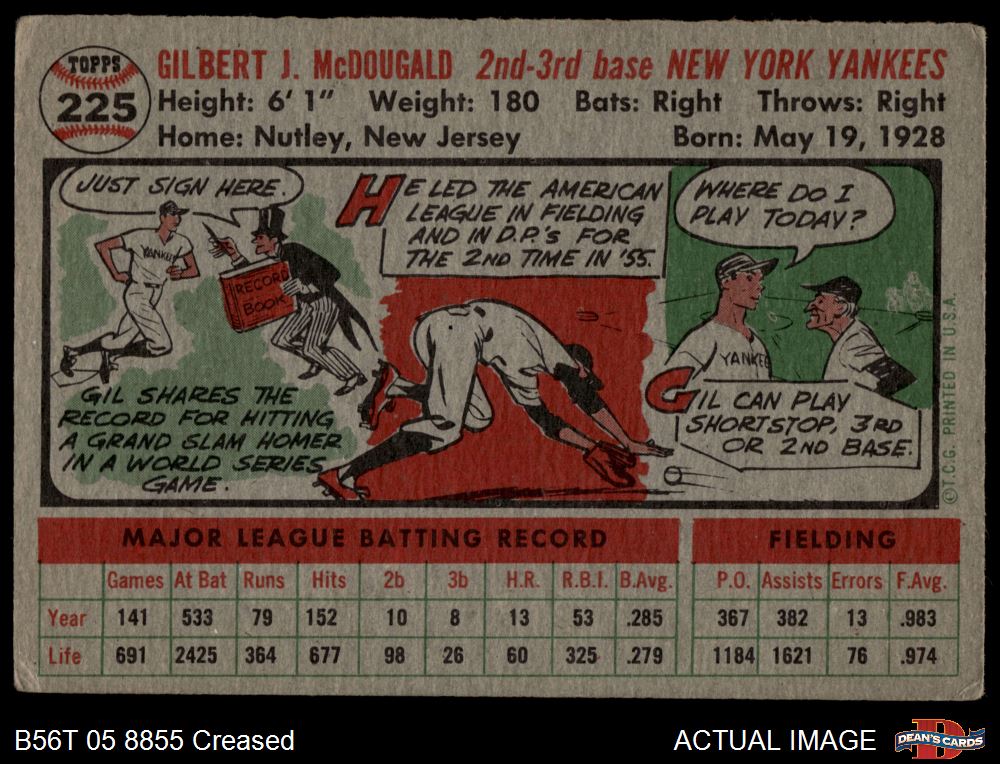 TOPPS
225
GILBERT J. McDOUGALD 2nd-3rd base NEW YORK YANKEES
Height: 6' 1" Weight: 180 Bats: Right Throws: Right
Home: Nutley, New Jersey Born: May 19, 1928
JUST SIGN HERE.
YANKEE
RECORD
BOOK
GIL SHARES THE
RECORD FOR HITTING
A GRAND SLAM HOMER
IN A WORLD SERIES
GAME.
HE LED THE AMERICAN
LEAGUE IN FIELDING
AND IN D.P.'s FOR
THE 2ND TIME IN '55.
WHERE DO I
PLAY TODAY?
YANKEE
GIL CAN PLAY
SHORTSTOP, 3RD
OR 2ND BASE.
©T.C.G. PRINTED IN U.S.A.
MAJOR LEAGUE BATTING RECORD FIELDING
Games At Bat Runs Hits 2b 3b H.R. R.B.I. B.Avg. P.O. Assists Errors F.Avg.
Year 141 533 79 152 10 8 13 53 .285 367 382 13 .983
Life 691 2425 364 677 98 26 60 325 .279 1184 1621 76 .974
B56T 05 8855 Creased ACTUAL IMAGE DEAN'S CARDS